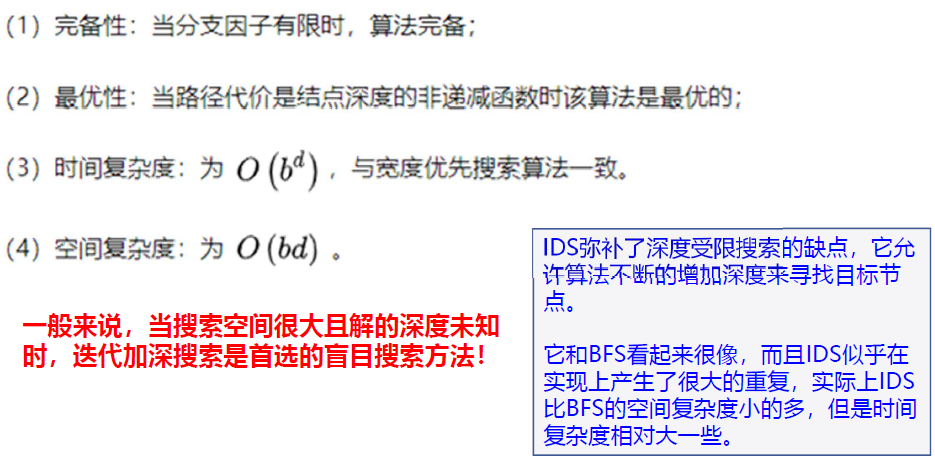 (1) 完备性：当分支因子有限时，算法完备；
(2) 最优性：当路径代价是结点深度的非递减函数时该算法是最优的；
(3) 时间复杂度：为 O(b^d)，与宽度优先搜索算法一致。
(4) 空间复杂度：为 O(bd) 。
一般来说，当搜索空间很大且解的深度未知
时，迭代加深搜索是首选的盲目搜索方法！
IDS弥补了深度受限搜索的缺点，它允
许算法不断的增加深度来寻找目标节
点。
它和BFS看起来很像，而且IDS似乎在
实现上产生了很大的重复，实际上IDS
比BFS的空间复杂度小的多，但是时间
复杂度相对大一些。